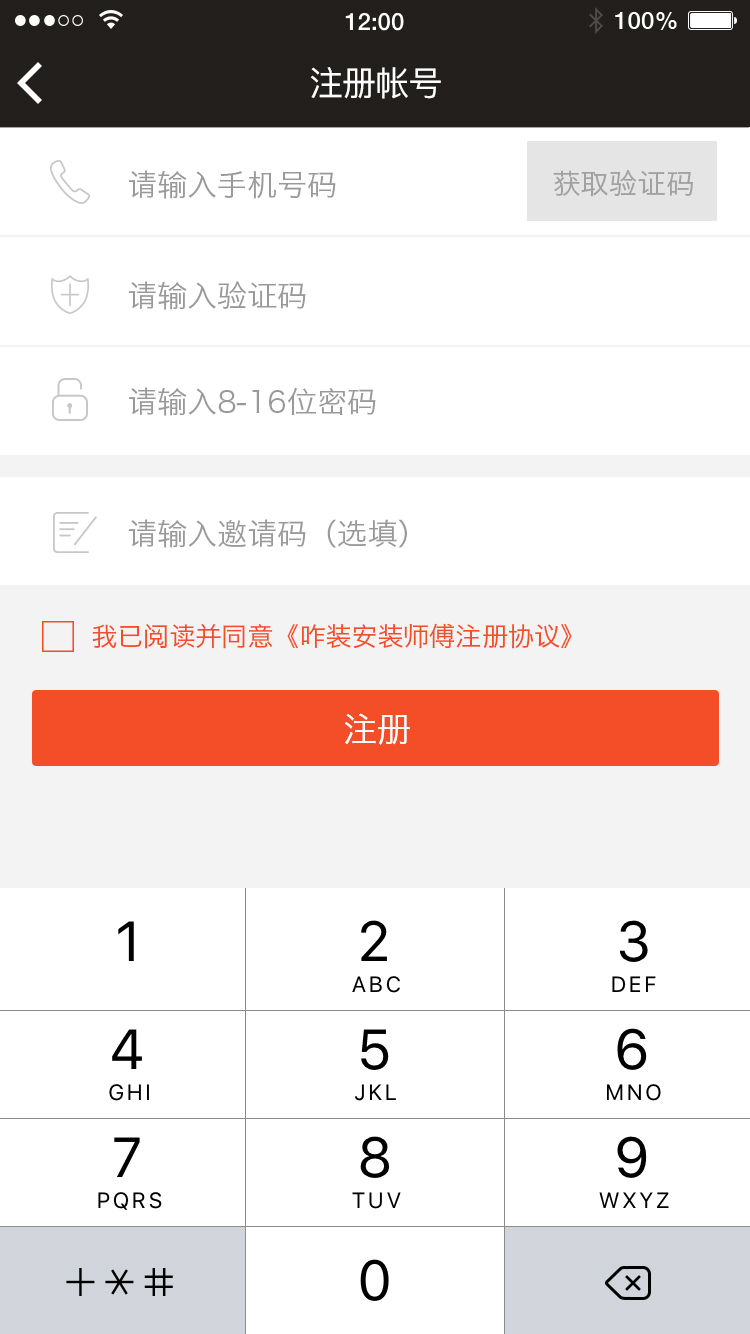 12:00
100%
注册帐号
请输入手机号码
获取验证码
请输入验证码
请输入8-16位密码
请输入邀请码（选填）
我已阅读并同意《咋装安装师傅注册协议》
注册
1
2
3
ABC
DEF
4
5
6
GHI
JKL
MNO
7
8
9
PQRS
TUV
WXYZ
＋＊＃
0